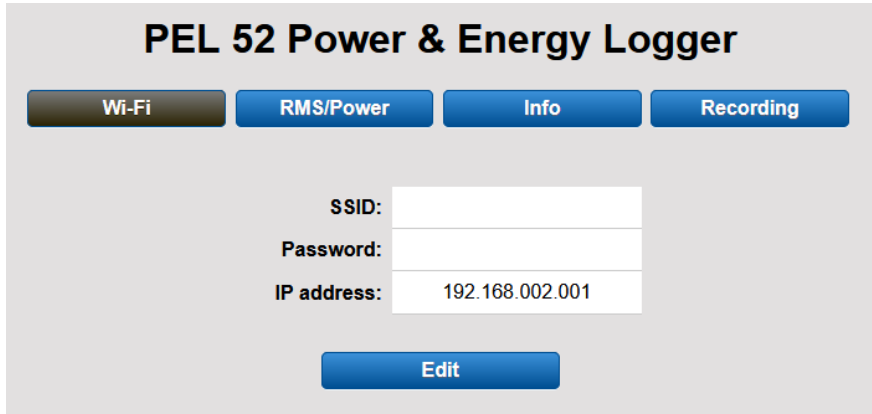 PEL 52 Power & Energy Logger
Wi-Fi RMS/Power Info Recording
SSID:
Password:
IP address: 192.168.002.001
Edit